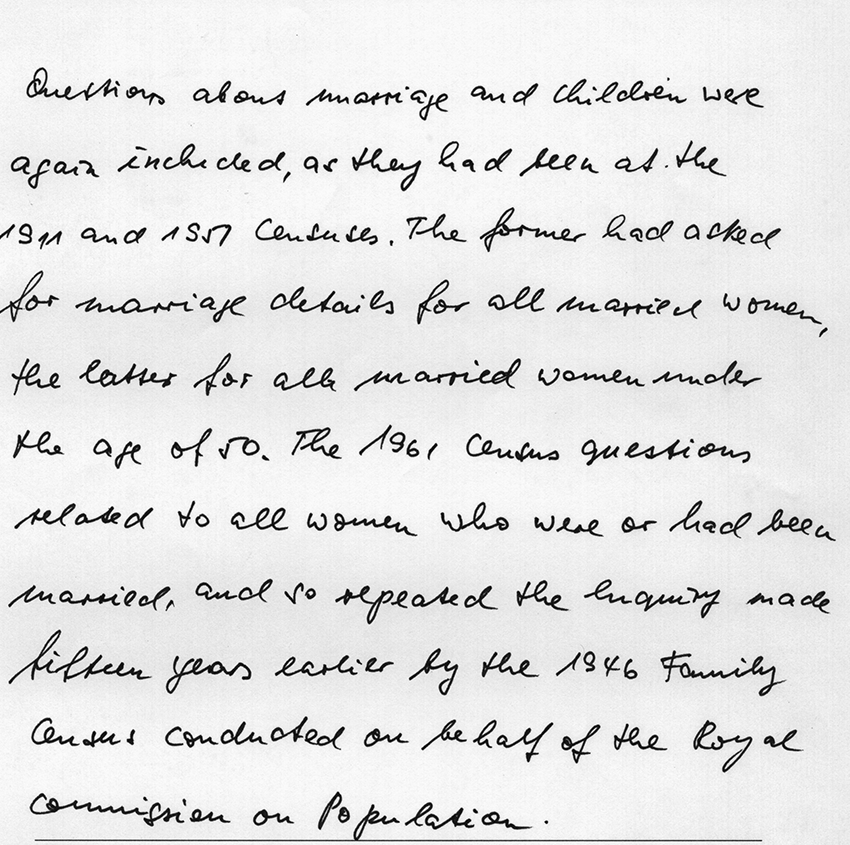 Questions about marriage and children were
again included, as they had been at the
1911 and 1951 Censuses. The former had asked
for marriage details for all married women,
the latter for all married women under
the age of 50. The 1961 Census questions
related to all women who were or had been
married, and so repeated the Inquiry made
fifteen years earlier by the 1946 Family
Census conducted on behalf of the Royal
Commission on Population.